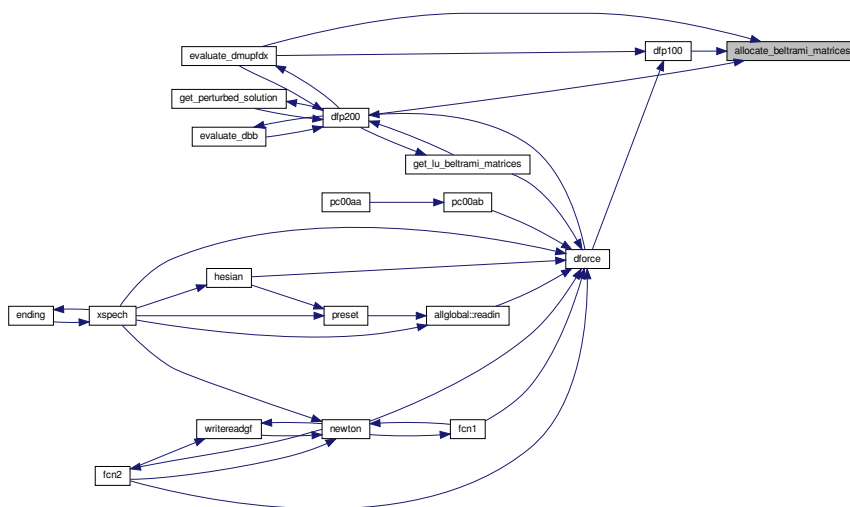 evaluate_dmupfdx
dfp100
allocate_beltrami_matrices
get_perturbed_solution
dfp200
evaluate_dbb
get_lu_beltrami_matrices
pc00aa
pc00ab
dforce
hesian
ending
xspech
preset
allglobal::readin
writereadgf
newton
fcn1
fcn2